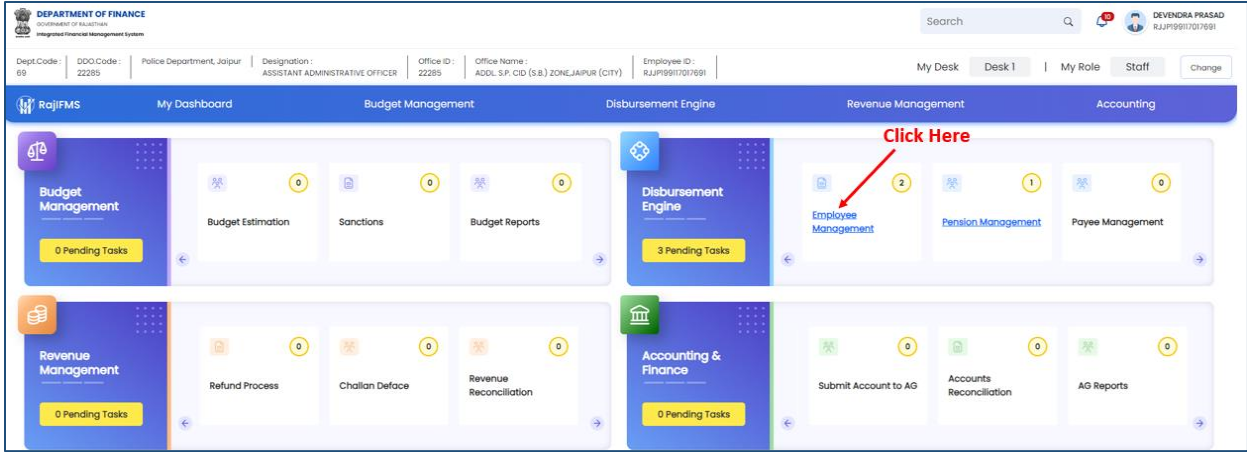 DEPARTMENT OF FINANCE
GOVERNMENT OF RAJASTHAN
Integrated Financial Management System
Search
10
DEVENDRA PRASAD
RJJP199117017691
Dept.Code :
69
DDO.Code :
22285
Police Department, Jaipur
Designation :
ASSISTANT ADMINISTRATIVE OFFICER
Office ID :
22285
Office Name :
ADDL. S.P. CID (S.B.) ZONE,JAIPUR (CITY)
Employee ID :
RJJP199117017691
My Desk Desk 1 | My Role Staff Change
RajIFMS My Dashboard Budget Management Disbursement Engine Revenue Management Accounting
Click Here
Budget
Management
0 Pending Tasks
0
Budget Estimation
0
Sanctions
0
Budget Reports
Disbursement
Engine
3 Pending Tasks
2
Employee
Management
1
Pension Management
0
Payee Management
Revenue
Management
0 Pending Tasks
0
Refund Process
0
Challan Deface
0
Revenue
Reconciliation
Accounting &
Finance
0 Pending Tasks
0
Submit Account to AG
0
Accounts
Reconciliation
0
AG Reports